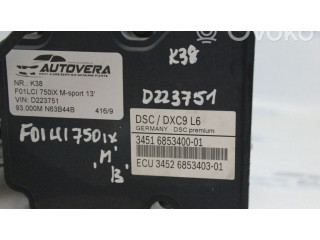 OVOKO
AUTOVERA
NR.: K38
F01LCI 750IX M-sport 13'
VIN: D223751
93.000M N63B44B 416/9
K38
D223751
DSC / DXC9 L6
GERMANY DSC premium
3451 6853400-01
ECU 3452 6853403-01
F01LCI 750ix
"M"
13'